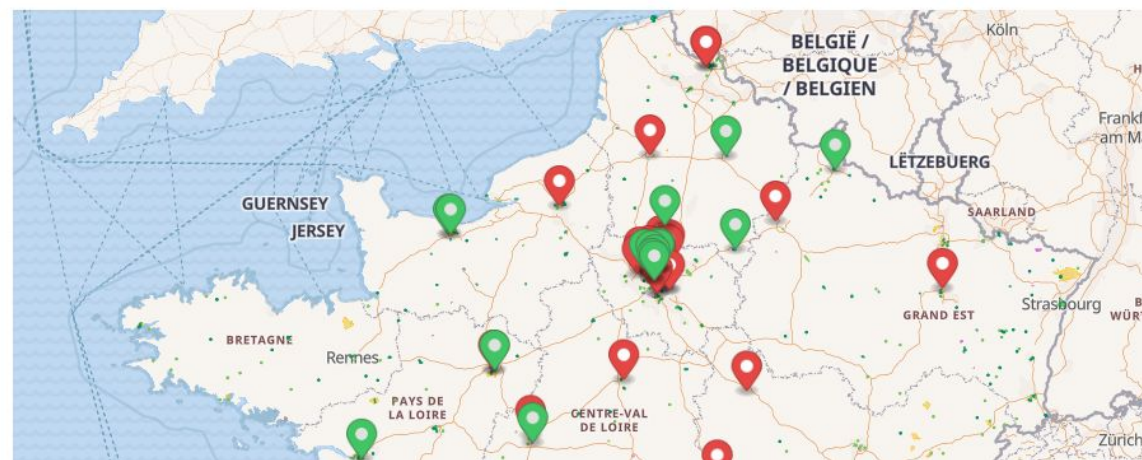 Köln
BELGIË /
BELGIQUE
/ BELGIEN
Frankf
am M
LËTZEBUERG
GUERNSEY
JERSEY
SAARLAND
Strasbourg
GRAND EST
WÜR
BRETAGNE
Rennes
PAYS DE
LA LOIRE
CENTRE-VAL
DE LOIRE
Zürich